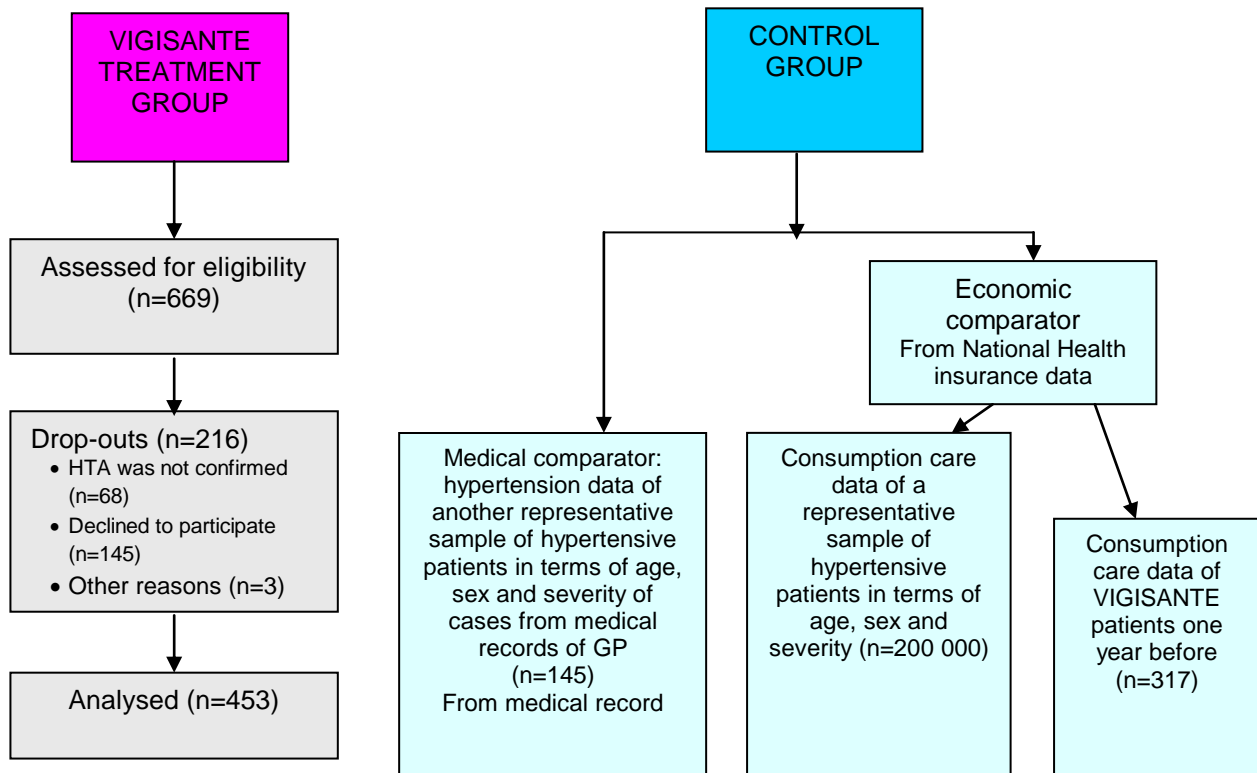 VIGISANTE
TREATMENT
GROUP
Assessed for eligibility
(n=669)
Drop-outs (n=216)
• HTA was not confirmed
(n=68)
• Declined to participate
(n=145)
• Other reasons (n=3)
Analysed (n=453)
CONTROL
GROUP
Economic
comparator
From National Health
insurance data
Medical comparator:
hypertension data of
another representative
sample of hypertensive
patients in terms of age,
sex and severity of
cases from medical
records of GP
(n=145)
From medical record
Consumption care
data of a
representative
sample of
hypertensive
patients in terms of
age, sex and
severity (n=200 000)
Consumption
care data of
VIGISANTE
patients one
year before
(n=317)